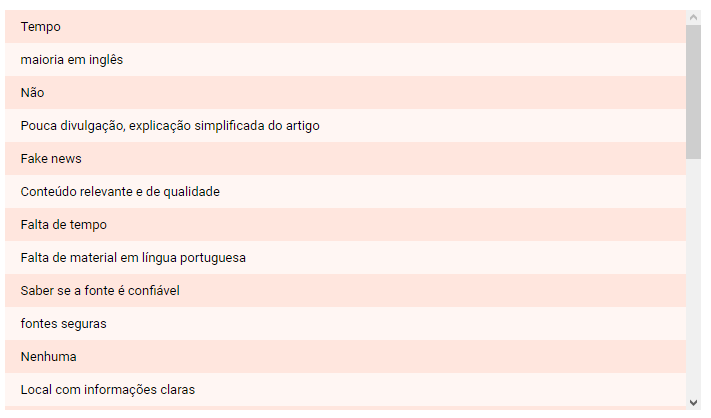 Tempo
maioria em inglês
Não
Pouca divulgação, explicação simplificada do artigo
Fake news
Conteúdo relevante e de qualidade
Falta de tempo
Falta de material em língua portuguesa
Saber se a fonte é confiável
fontes seguras
Nenhuma
Local com informações claras